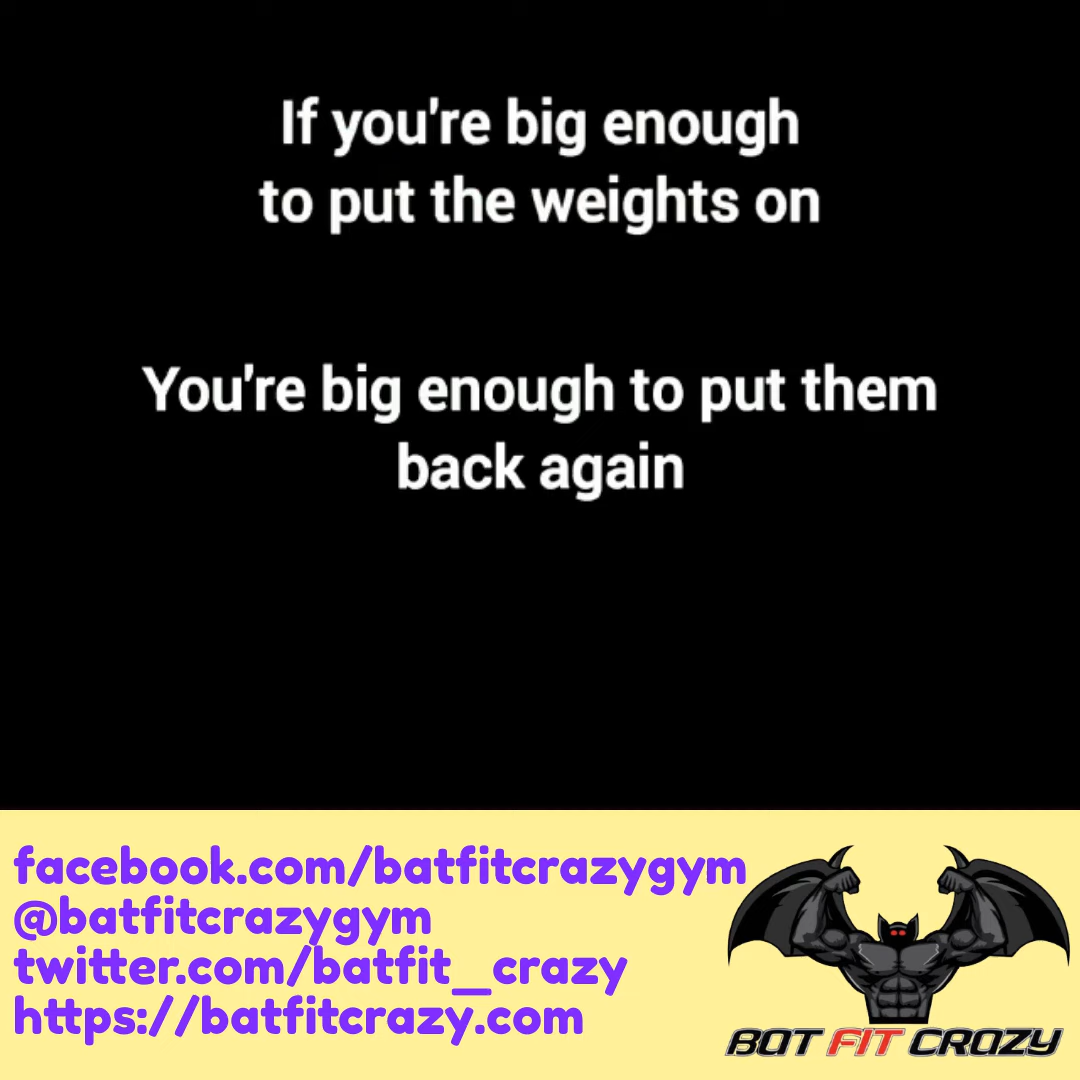 If you're big enough
to put the weights on
You're big enough to put them
back again
facebook.com/batfitcrazygym
@batfitcrazygym
twitter.com/batfit_crazy
https://batfitcrazy.com
BAT FIT CRAZY